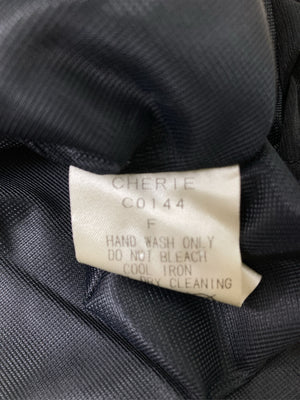 CHERIE
C0144
F
HAND WASH ONLY
DO NOT BLEACH
COOL IRON
DRY CLEANING